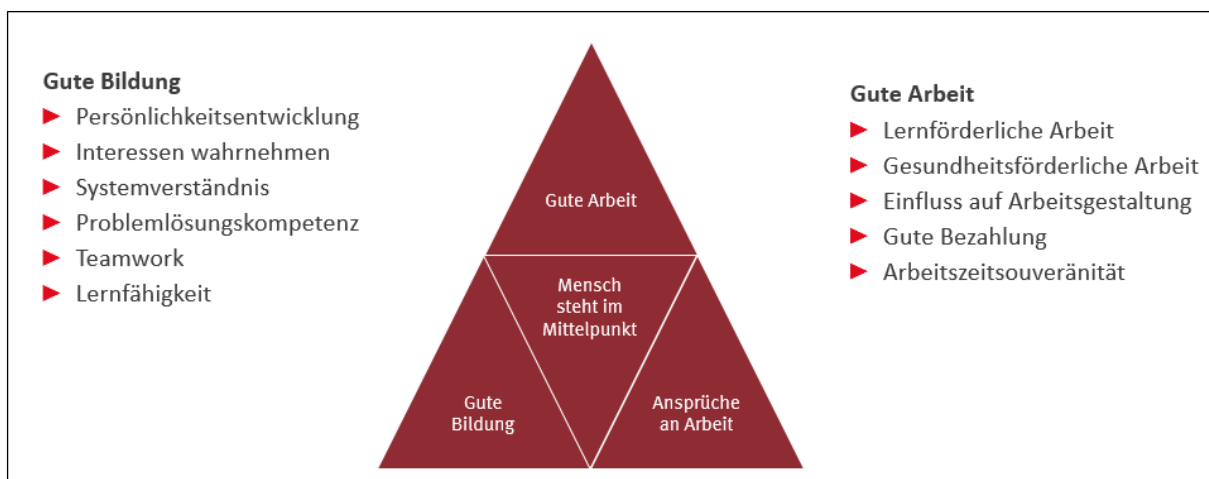 Gute Bildung
Persönlichkeitsentwicklung
Interessen wahrnehmen
Systemverständnis
Problemlösungskompetenz
Teamwork
Lernfähigkeit
Gute Arbeit
Mensch
steht im
Mittelpunkt
Gute
Bildung
Ansprüche
an Arbeit
Gute Arbeit
Lernförderliche Arbeit
Gesundheitsförderliche Arbeit
Einfluss auf Arbeitsgestaltung
Gute Bezahlung
Arbeitszeitsouveränität